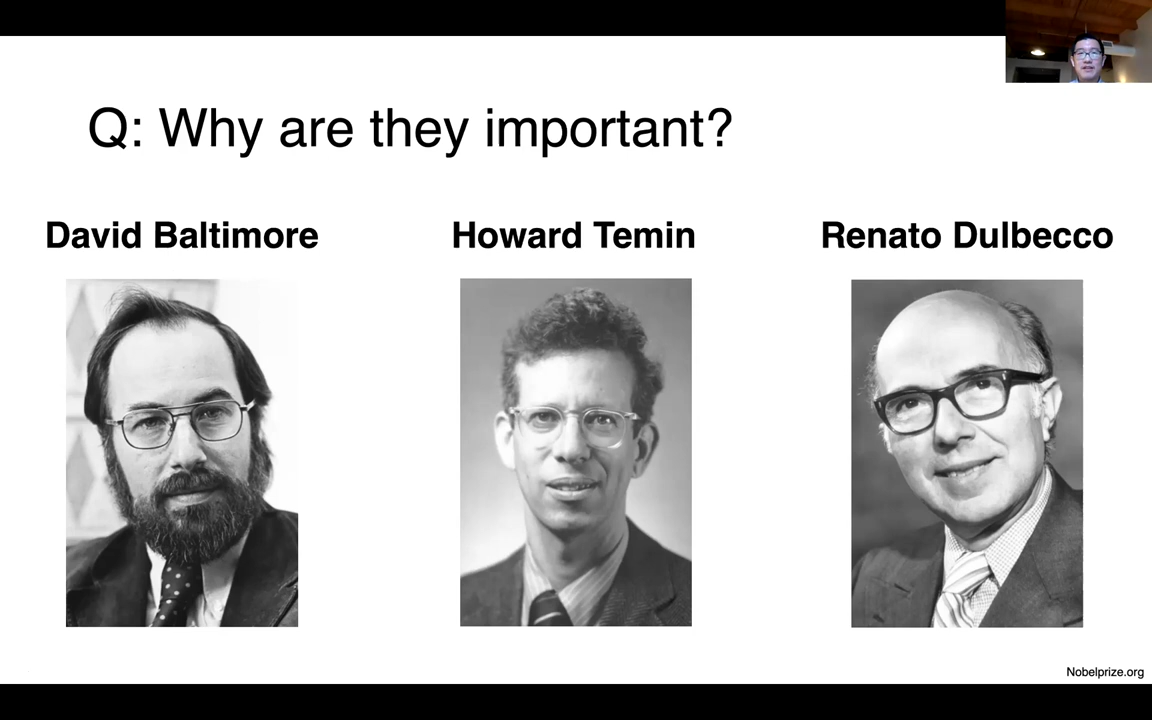 Q: Why are they important?
David Baltimore
Howard Temin
Renato Dulbecco
Nobelprize.org